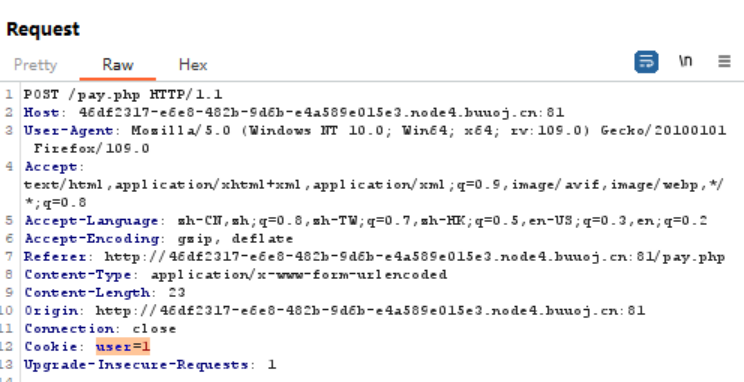 Request
Pretty Raw Hex \n
1 POST /pay.php HTTP/1.1
2 Host: 46df2317-e6e8-482b-9d6b-e4a589e015e3.node4.buuoj.cn:81
3 User-Agent: Mozilla/5.0 (Windows NT 10.0; Win64; x64; rv:109.0) Gecko/20100101
Firefox/109.0
4 Accept:
text/html,application/xhtml+xml,application/xml;q=0.9,image/avif,image/webp,*/
*;q=0.8
5 Accept-Language: zh-CN,zh;q=0.8,zh-TW;q=0.7,zh-HK;q=0.5,en-US;q=0.3,en;q=0.2
6 Accept-Encoding: gzip, deflate
7 Referer: http://46df2317-e6e8-482b-9d6b-e4a589e015e3.node4.buuoj.cn:81/pay.php
8 Content-Type: application/x-www-form-urlencoded
9 Content-Length: 23
10 Origin: http://46df2317-e6e8-482b-9d6b-e4a589e015e3.node4.buuoj.cn:81
11 Connection: close
12 Cookie: user=1
13 Upgrade-Insecure-Requests: 1